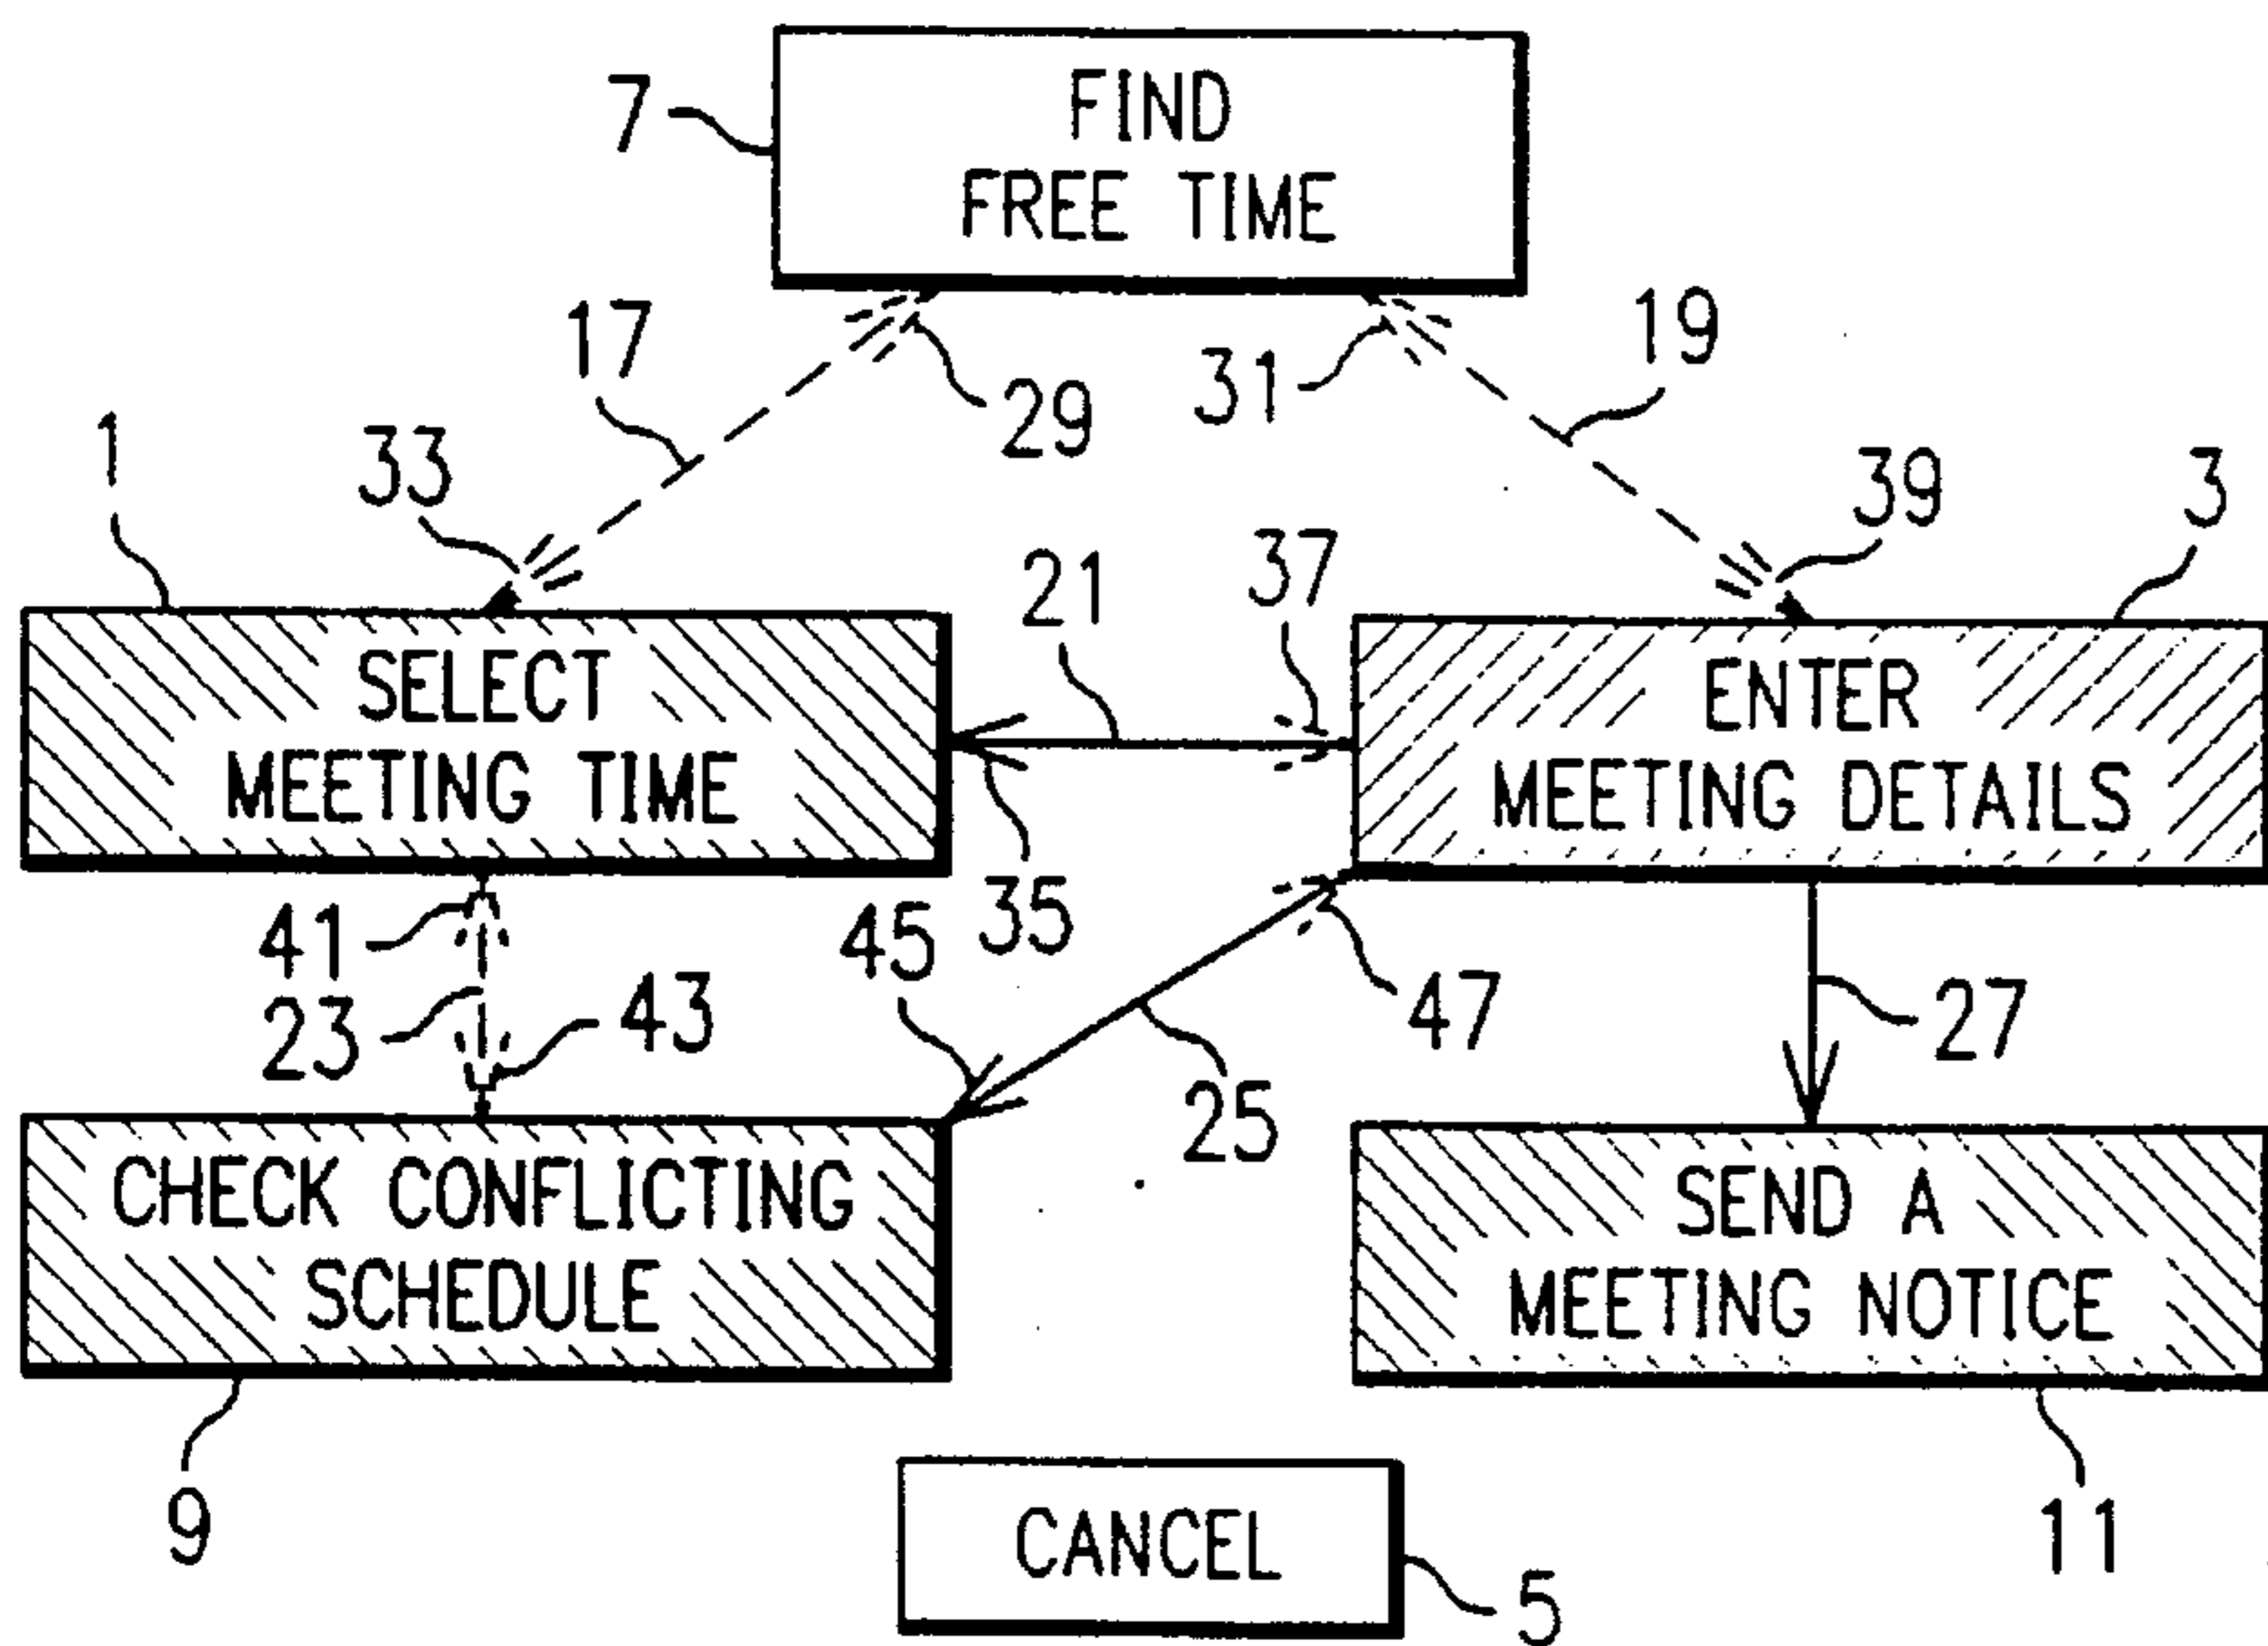 7
FIND
FREE TIME
17
29
31
19
1
33
39
3
21
37
SELECT
MEETING TIME
ENTER
MEETING DETAILS
41
45
35
23
43
47
27
25
CHECK CONFLICTING
SCHEDULE
SEND A
MEETING NOTICE
9
CANCEL
11
5